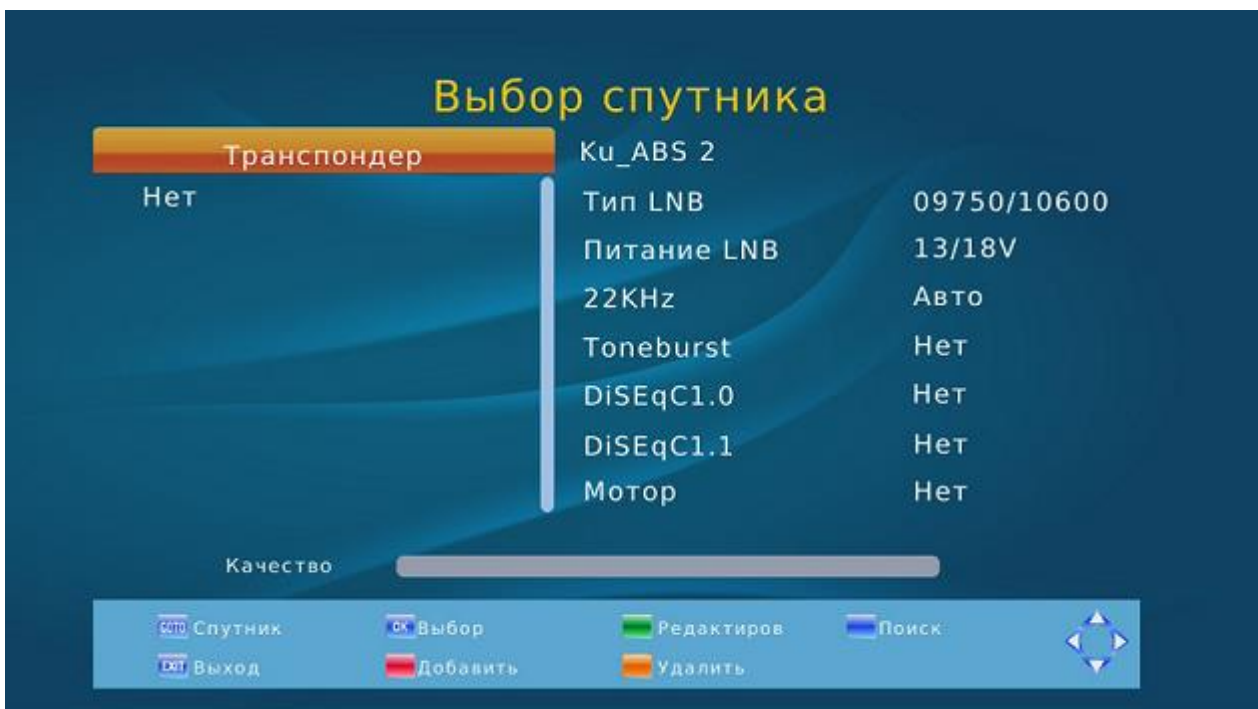 Выбор спутника
Транспондер
Нет
Ku_ABS 2
Тип LNB 09750/10600
Питание LNB 13/18V
22KHz Авто
Toneburst Нет
DiSEqC1.0 Нет
DiSEqC1.1 Нет
Мотор Нет
Качество
GOTO Спутник OK Выбор Редактиров Поиск
EXIT Выход Добавить Удалить